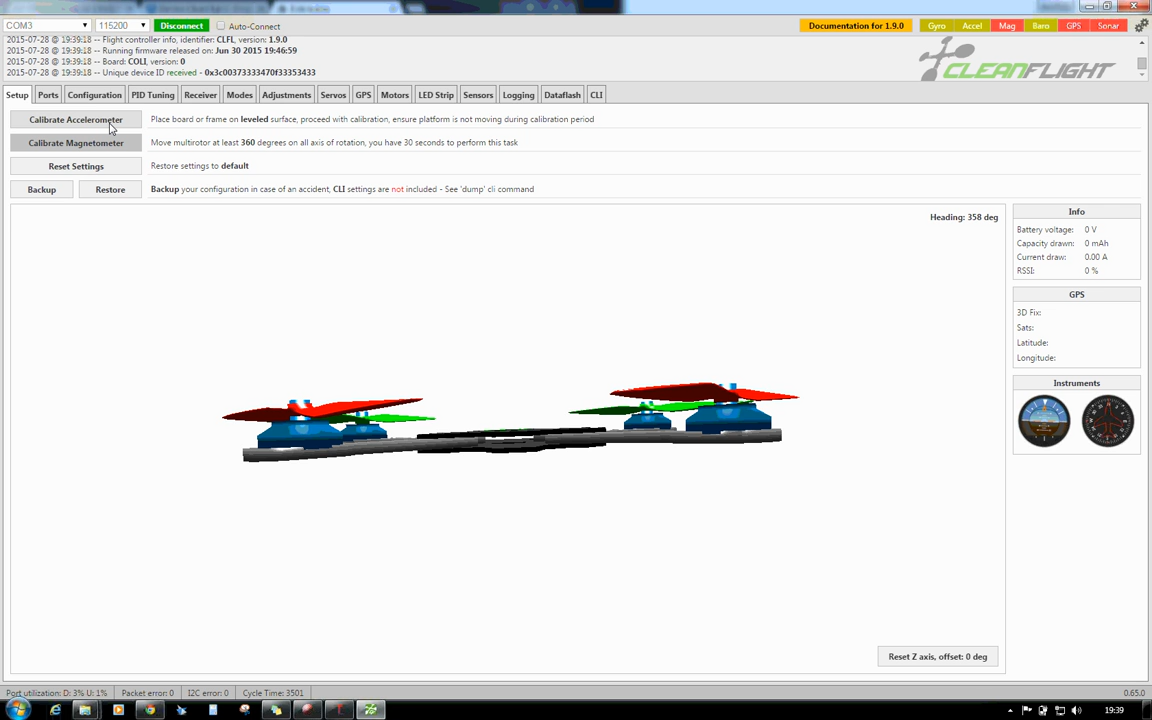 COM3 115200 Disconnect Auto-Connect Documentation for 1.9.0 Gyro Accel Mag Baro GPS Sonar
2015-07-28 @ 19:39:18 -- Flight controller info, identifier: CLFL, version: 1.9.0
2015-07-28 @ 19:39:18 -- Running firmware released on: Jun 30 2015 19:46:59
2015-07-28 @ 19:39:18 -- Board: COLI, version: 0
2015-07-28 @ 19:39:18 -- Unique device ID received - 0x3c00373333470f33353433
CLEANFLIGHT
Setup Ports Configuration PID Tuning Receiver Modes Adjustments Servos GPS Motors LED Strip Sensors Logging Dataflash CLI
Calibrate Accelerometer Place board or frame on leveled surface, proceed with calibration, ensure platform is not moving during calibration period
Calibrate Magnetometer Move multirotor at least 360 degrees on all axis of rotation, you have 30 seconds to perform this task
Reset Settings Restore settings to default
Backup Restore Backup your configuration in case of an accident, CLI settings are not included - See 'dump' cli command
Heading: 358 deg
Info
Battery voltage: 0 V
Capacity drawn: 0 mAh
Current draw: 0.00 A
RSSI: 0 %
GPS
3D Fix:
Sats:
Latitude:
Longitude:
Instruments
Reset Z axis, offset: 0 deg
Port utilization: D: 3% U: 1% Packet error: 0 I2C error: 0 Cycle Time: 3501 0.65.0
19:39